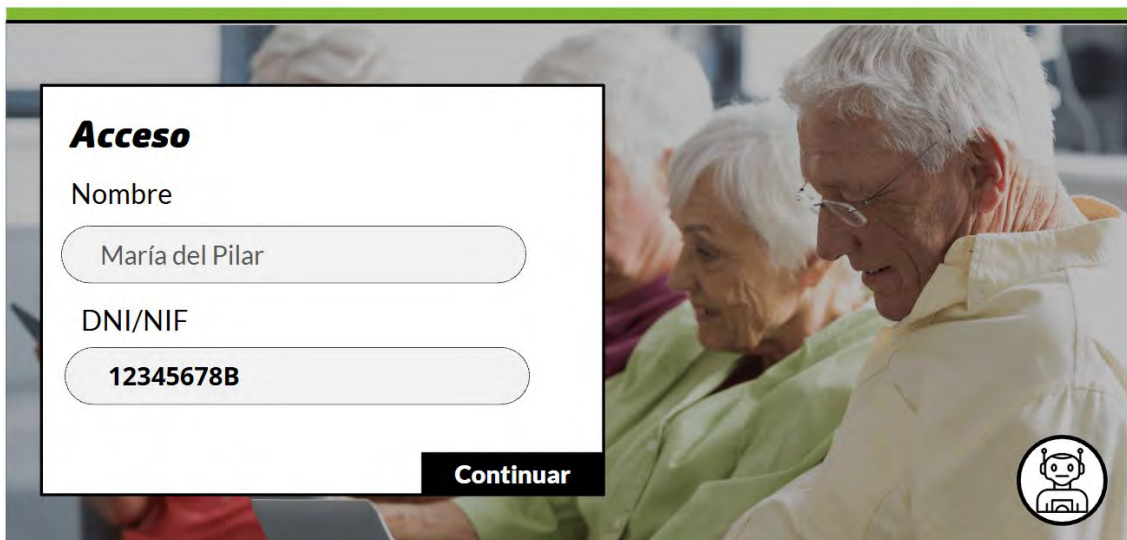 Acceso
Nombre
María del Pilar
DNI/NIF
12345678B
Continuar